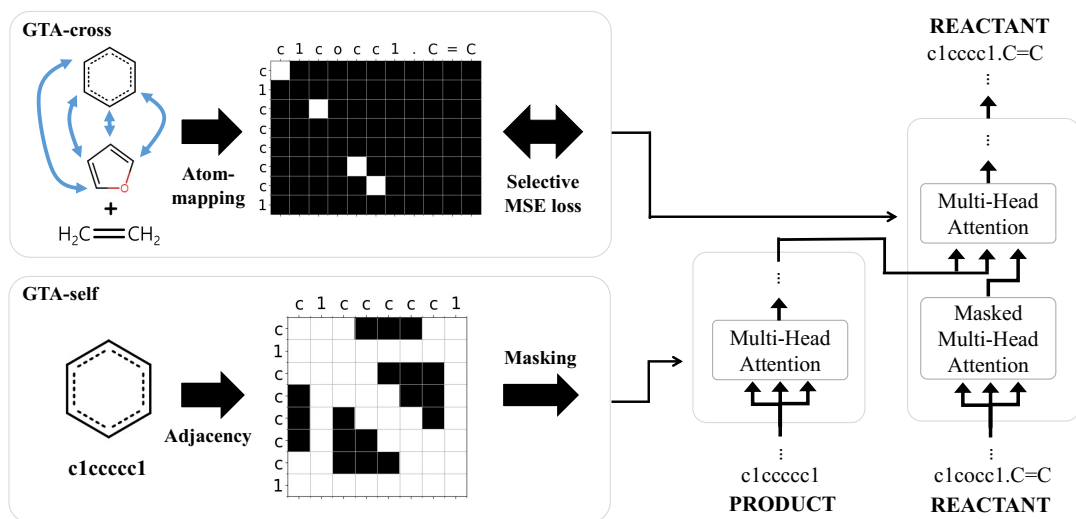 GTA-cross
c 1 c o c c 1 . C = C
c
1
c
c
c
c
c
1
O
+
H₂C CH₂
Atom-
mapping
Selective
MSE loss
GTA-self
c 1 c c c c c 1
c
1
c
c
c
c
c
1
c1ccccc1
Adjacency
Masking
REACTANT
c1cccc1.C=C
...
...
Multi-Head
Attention
...
Multi-Head
Attention
...
c1ccccc1
PRODUCT
...
Masked
Multi-Head
Attention
...
c1cocc1.C=C
REACTANT